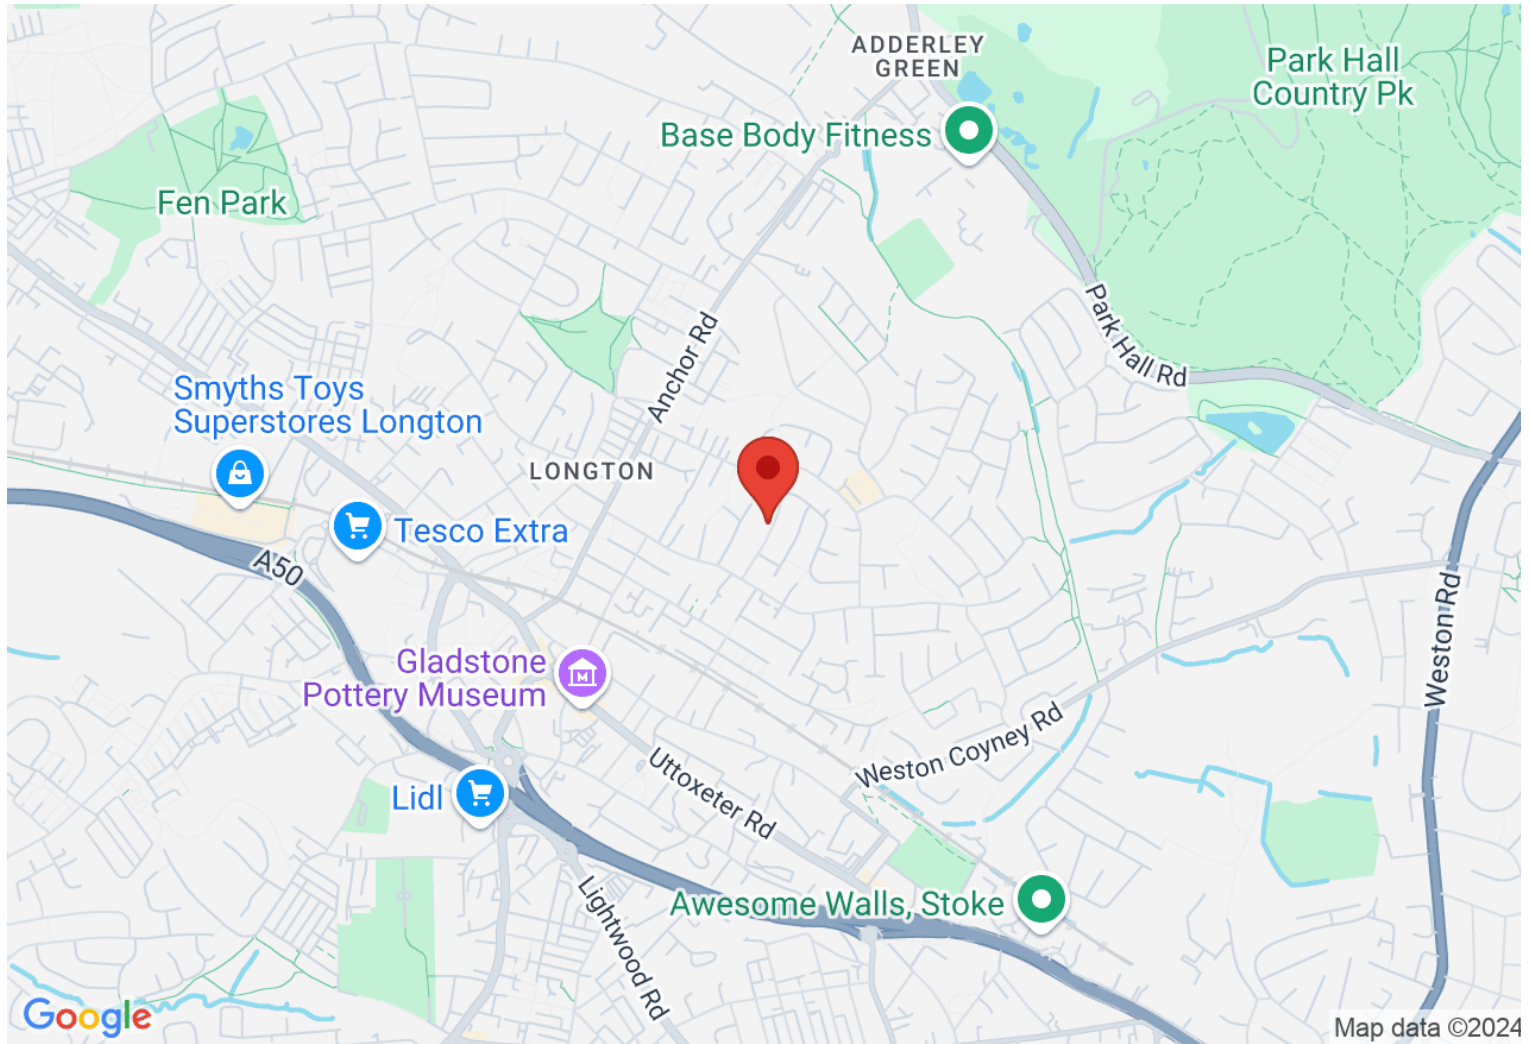 ADDERLEY
GREEN
Park Hall
Country Pk
Base Body Fitness
Fen Park
Park Hall Rd
Anchor Rd
Smyths Toys
Superstores Longton
LONGTON
Tesco Extra
A50
Weston Rd
Gladstone
Pottery Museum
Weston Coyney Rd
Uttoxeter Rd
Lidl
Awesome Walls, Stoke
Lightwood Rd
Google
Map data ©2024